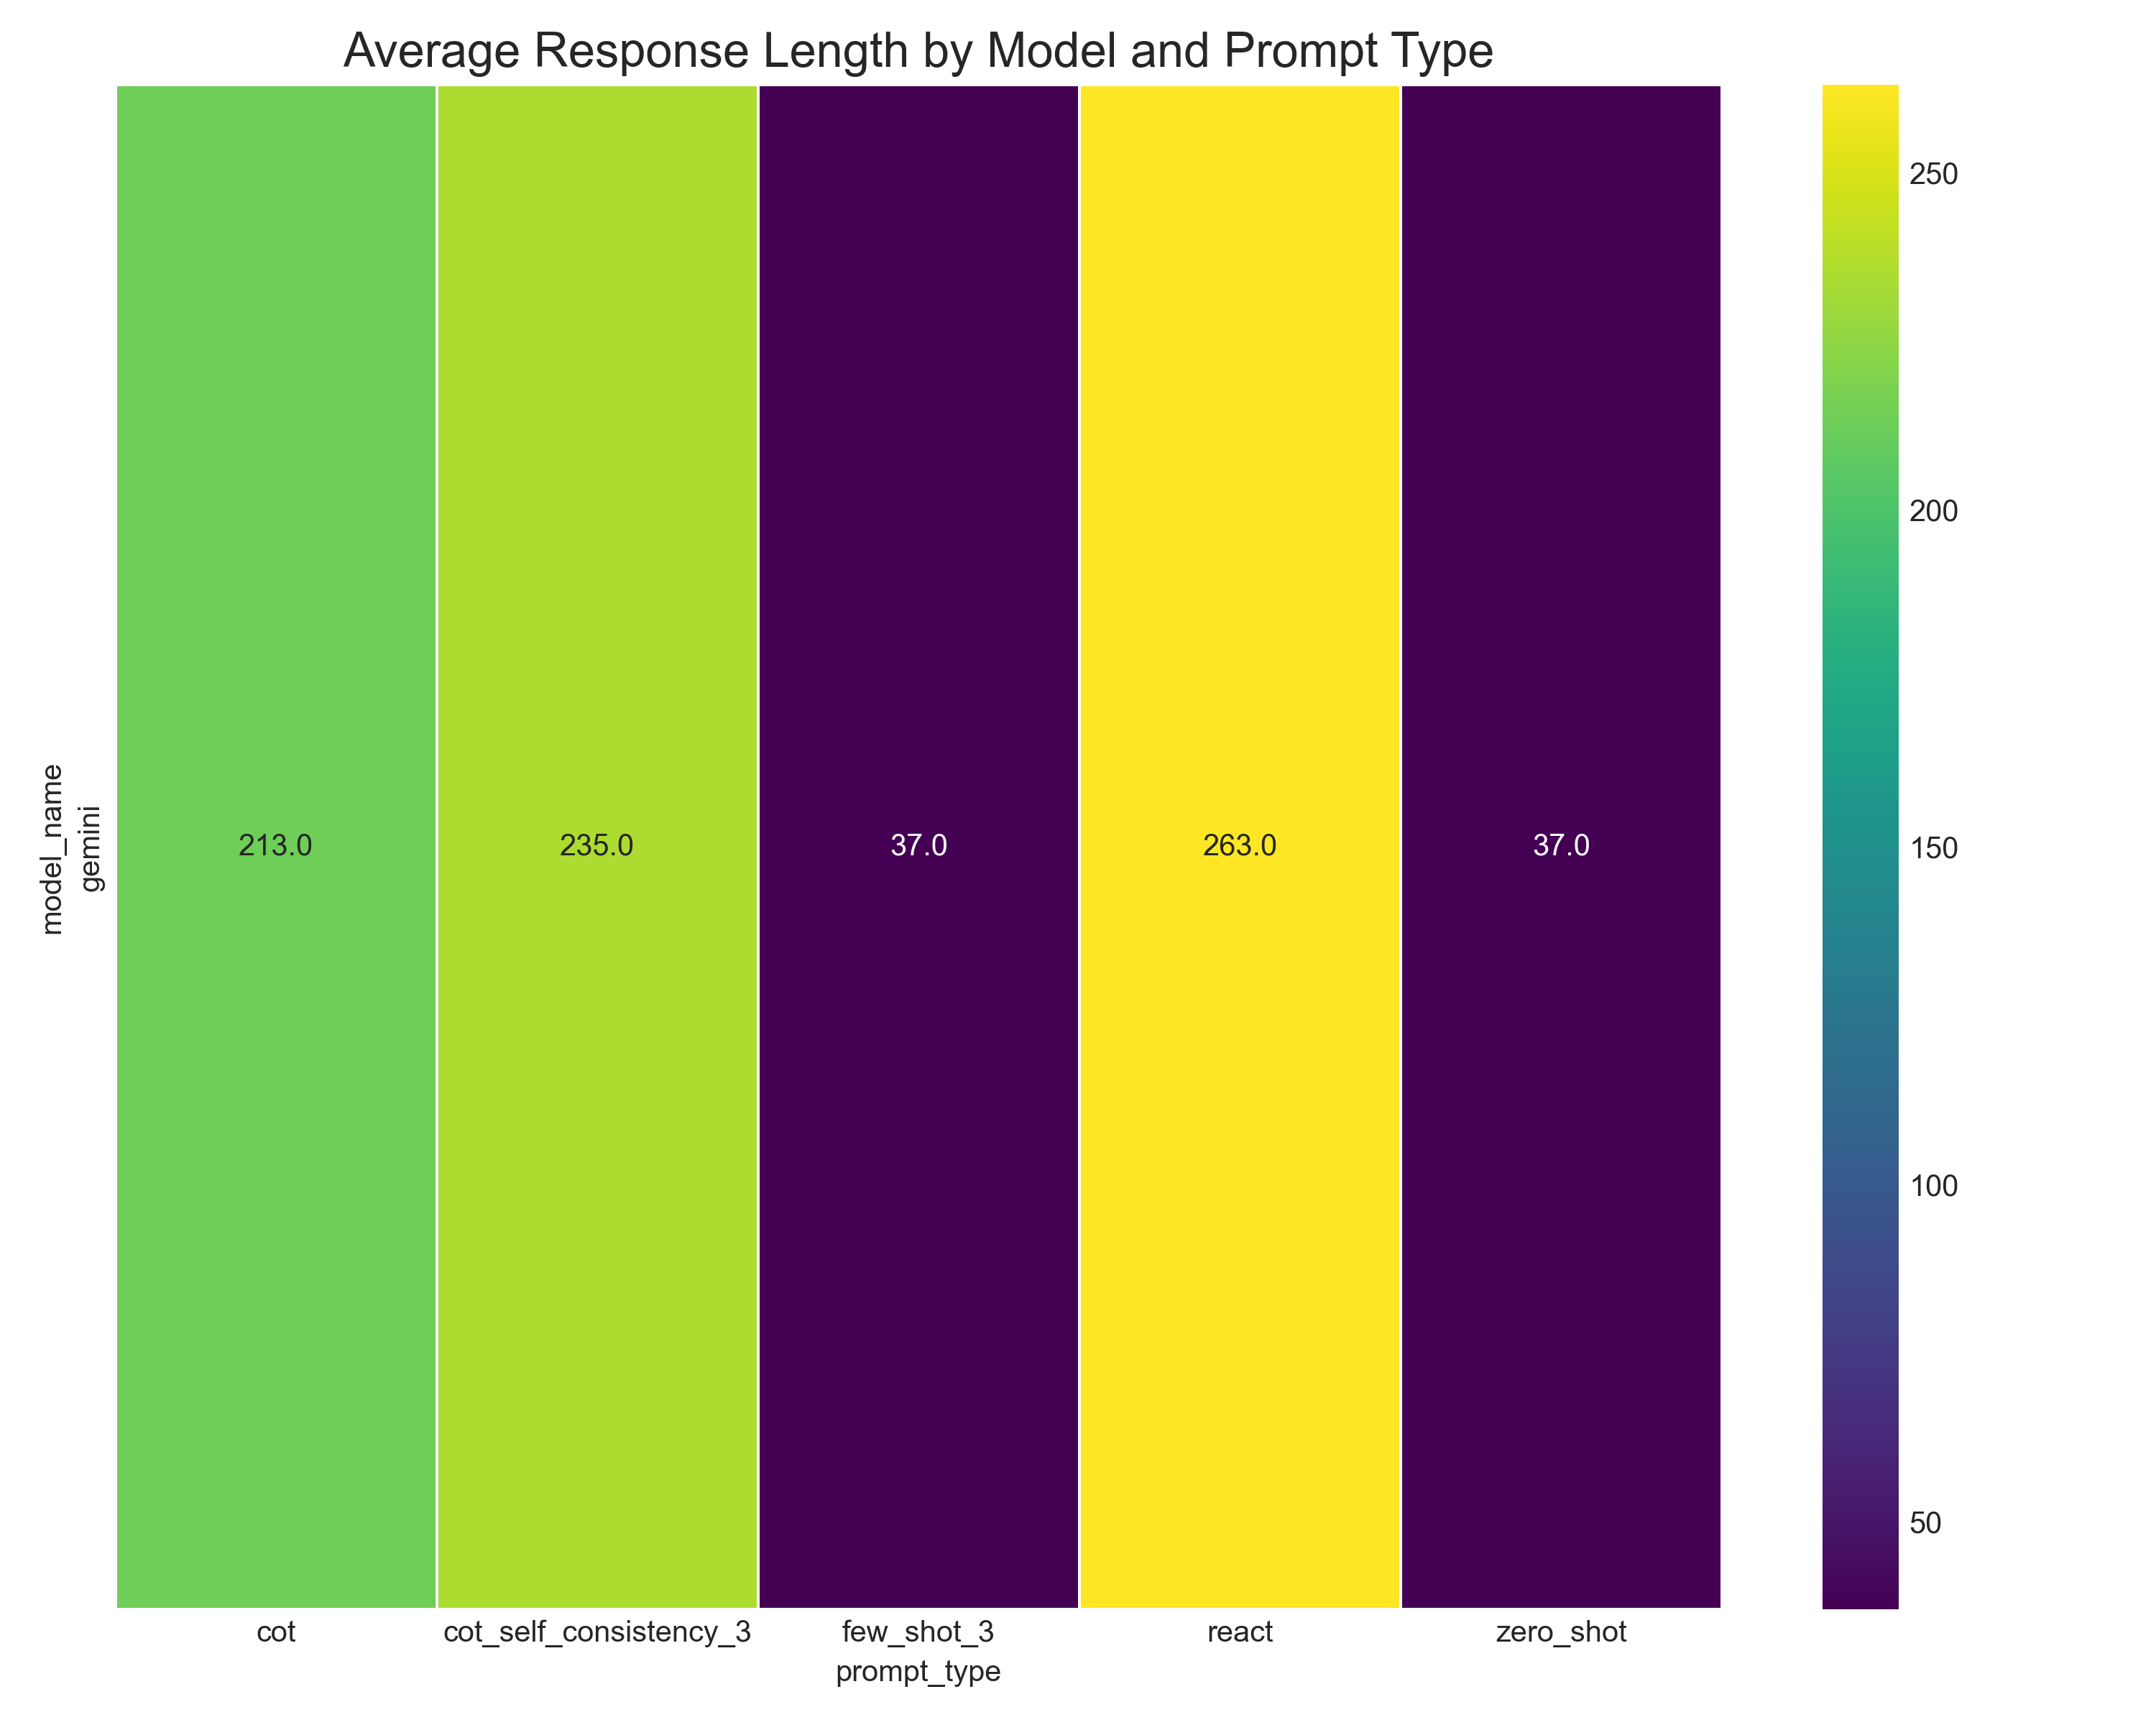 Average Response Length by Model and Prompt Type
model_name
gemini
213.0
235.0
37.0
263.0
37.0
cot
cot_self_consistency_3
few_shot_3
react
zero_shot
prompt_type
250
200
150
100
50